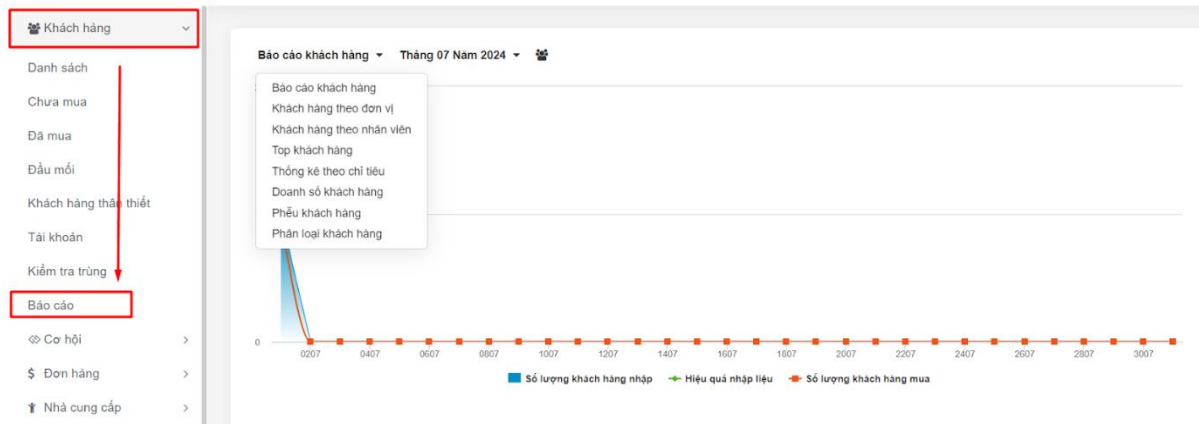 Khách hàng
Danh sách
Chưa mua
Đã mua
Đầu mối
Khách hàng thân thiết
Tài khoản
Kiểm tra trùng
Báo cáo
Cơ hội
$ Đơn hàng
Nhà cung cấp
Báo cáo khách hàng Tháng 07 Năm 2024
Báo cáo khách hàng
Khách hàng theo đơn vị
Khách hàng theo nhân viên
Top khách hàng
Thống kê theo chỉ tiêu
Doanh số khách hàng
Phễu khách hàng
Phân loại khách hàng
0
0207 0407 0607 0807 1007 1207 1407 1607 1807 2007 2207 2407 2607 2807 3007
Số lượng khách hàng nhập Hiệu quả nhập liệu Số lượng khách hàng mua